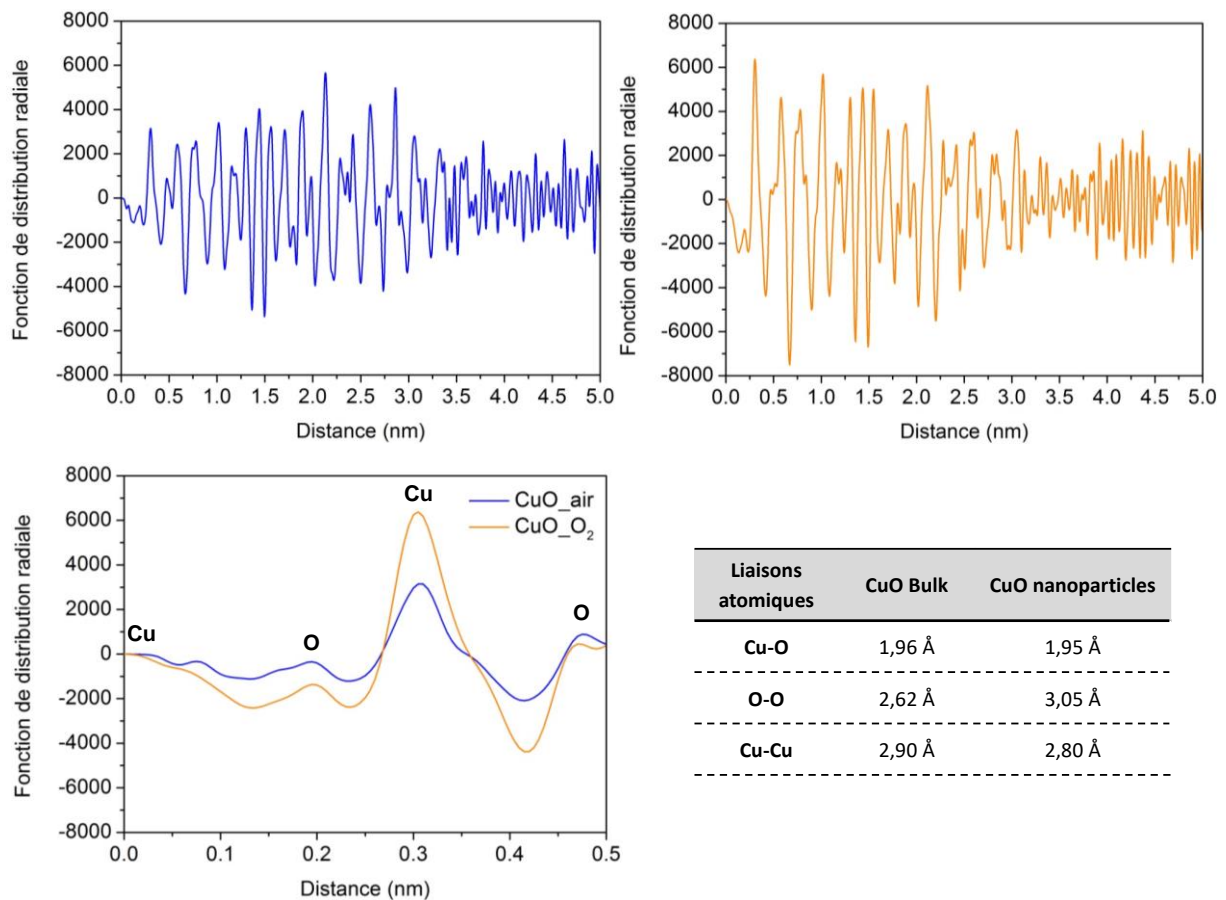 Fonction de distribution radiale
8000
6000
4000
2000
0
-2000
-4000
-6000
-8000
0.0 0.5 1.0 1.5 2.0 2.5 3.0 3.5 4.0 4.5 5.0
Distance (nm)
Fonction de distribution radiale
8000
6000
4000
2000
0
-2000
-4000
-6000
-8000
0.0 0.5 1.0 1.5 2.0 2.5 3.0 3.5 4.0 4.5 5.0
Distance (nm)
Fonction de distribution radiale
8000
6000
4000
2000
0
-2000
-4000
-6000
-8000
Cu
O
Cu
O
CuO_air
CuO_O₂
0.0 0.1 0.2 0.3 0.4 0.5
Distance (nm)
Liaisons atomiques CuO Bulk CuO nanoparticles
Cu-O 1,96 Å 1,95 Å
O-O 2,62 Å 3,05 Å
Cu-Cu 2,90 Å 2,80 Å